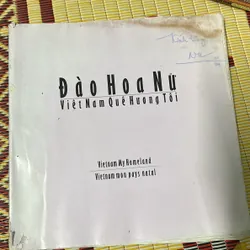 Đào Hoa Nữ
Việt Nam Quê Hương Tôi
Vietnam My Homeland
Vietnam mon pays natal